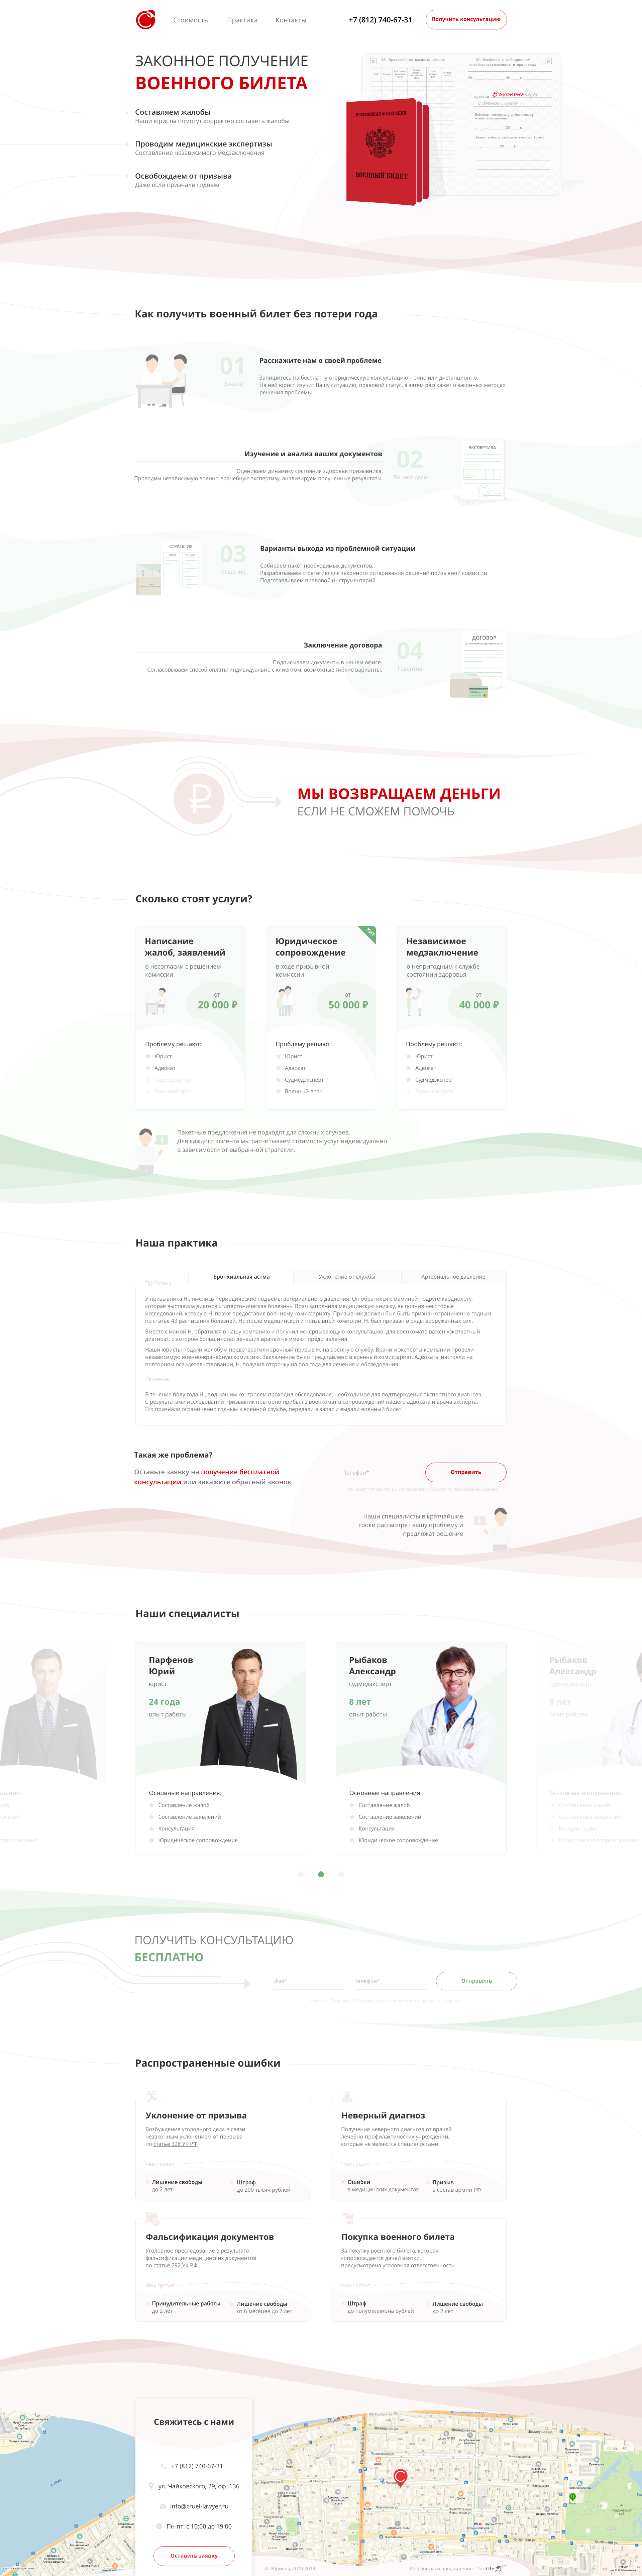 Стоимость
Практика
Контакты
+7 (812) 740-67-31
Получить консультацию
ЗАКОННОЕ ПОЛУЧЕНИЕ
ВОЕННОГО БИЛЕТА
Составляем жалобы
Наши юристы помогут корректно составить жалобы
Проводим медицинские экспертизы
Составление независимого медзаключения
Освобождаем от призыва
Даже если признали годным
ВОЕННЫЙ БИЛЕТ
Как получить военный билет без потери года
01
Заявка
Расскажите нам о своей проблеме
Запишитесь на бесплатную юридическую консультацию – очно или дистанционно.
На ней юрист изучит Вашу ситуацию, правовой статус, а затем расскажет о законных методах
решения проблемы
Изучение и анализ ваших документов
Оцениваем динамику состояния здоровья призывника.
Проводим независимую военно-врачебную экспертизу, анализируем полученные результаты.
02
Личное дело
ЭКСПЕРТИЗА
СТРАТЕГИЯ
03
Решение
Варианты выхода из проблемной ситуации
Собираем пакет необходимых документов,
Разрабатываем стратегию для законного оспаривания решений призывной комиссии.
Подготавливаем правовой инструментарий.
Заключение договора
Подписываем документы в нашем офисе.
Согласовываем способ оплаты индивидуально с клиентом: возможные гибкие варианты.
04
Гарантия
ДОГОВОР
МЫ ВОЗВРАЩАЕМ ДЕНЬГИ
ЕСЛИ НЕ СМОЖЕМ ПОМОЧЬ
Сколько стоят услуги?
Написание
жалоб, заявлений
о несогласии с решением
комиссии
от
20 000 ₽
Проблему решают:
Юрист
Адвокат
Судмедэксперт
Военный врач
ХИТ
Юридическое
сопровождение
в ходе призывной
комиссии
от
50 000 ₽
Проблему решают:
Юрист
Адвокат
Судмедэксперт
Военный врач
Независимое
медзаключение
о непригодным к службе
состоянии здоровья
от
40 000 ₽
Проблему решают:
Юрист
Адвокат
Судмедэксперт
Военный врач
Пакетные предложения не подходят для сложных случаев.
Для каждого клиента мы расчитываем стоимость услуг индивидуально
в зависимости от выбранной стратегии.
Наша практика
Бронхиальная астма
Уклонение от службы
Артериальное давление
Проблема
У призывника Н., имелись периодические подъемы артериального давления. Он обратился к маминой подруге-кардиологу,
которая выставила диагноз «гипертоническая болезнь». Врач заполнила медицинскую книжку, выполнив некоторые
исследований, которую Н. позже предоставил военному комиссариату. Призывник должен был быть признан ограниченно годным
по статье 43 расписания болезней. Но после медицинской и призывной комиссии, Н. был призван в ряды вооруженных сил.
Вместе с мамой Н. обратился в нашу компанию и получил исчерпывающую консультацию: для военкомата важен «экспертный
диагноз», о котором большинство лечащих врачей не имеют представления.
Наши юристы подали жалобу и предотвратили срочный призыв Н. на военную службу. Врачи и эксперты компании провели
независимую военно-врачебную комиссию. Заключение было представлено в военный комиссариат. Адвокаты настояли на
повторном освидетельствовании, Н. получил отсрочку на пол года для лечения и обследования.
Решение
В течение полу года Н., под нашим контролем проходил обследование, необходимое для подтверждения экспертного диагноза.
С результатами исследований призывник повторно прибыл в военкомат в сопровождении нашего адвоката и врача-эксперта.
Его признали ограниченно годным к военной службе, передали в запас и выдали военный билет.
Такая же проблема?
Оставьте заявку на получение бесплатной
консультации или закажите обратный звонок
Телефон*
Отправить
Наши специалисты в кратчайшие
сроки рассмотрят вашу проблему и
предложат решение
Наши специалисты
Парфенов
Юрий
юрист
24 года
опыт работы
Основные направления:
Составление жалоб
Составление заявлений
Консультация
Юридическое сопровождение
Рыбаков
Александр
судмедэксперт
8 лет
опыт работы
Основные направления:
Составление жалоб
Составление заявлений
Консультация
Юридическое сопровождение
Рыбаков
Александр
судмедэксперт
8 лет
опыт работы
Основные направления:
Составление жалоб
Составление заявлений
Консультация
Юридическое сопровождение
ПОЛУЧИТЬ КОНСУЛЬТАЦИЮ
БЕСПЛАТНО
Имя*
Телефон*
Отправить
Распространенные ошибки
Уклонение от призыва
Возбуждение уголовного дела в связи
незаконным уклонением от призыва
по статье 328 УК РФ
Чем грозит
Лишение свободы
до 2 лет
Штраф
до 200 тысяч рублей
Неверный диагноз
Получение неверного диагноза от врачей
лечебно-профилактических учреждений,
которые не являются специалистами.
Чем грозит
Ошибки
в медицинских документах
Призыв
в состав армии РФ
Фальсификация документов
Уголовное преследование в результате
фальсификации медицинских документов
по статье 292 УК РФ
Чем грозит
Принудительные работы
до 2 лет
Лишение свободы
от 6 месяцев до 2 лет
Покупка военного билета
За покупку военного билета, которая
сопровождается дачей взятки,
предусмотрена уголовная ответственность
Чем грозит
Штраф
до полумиллиона рублей
Лишение свободы
до 2 лет
Свяжитесь с нами
+7 (812) 740-67-31
ул. Чайковского, 29, оф. 136
info@cruel-lawyer.ru
Пн-пт: с 10:00 до 19:00
Оставить заявку